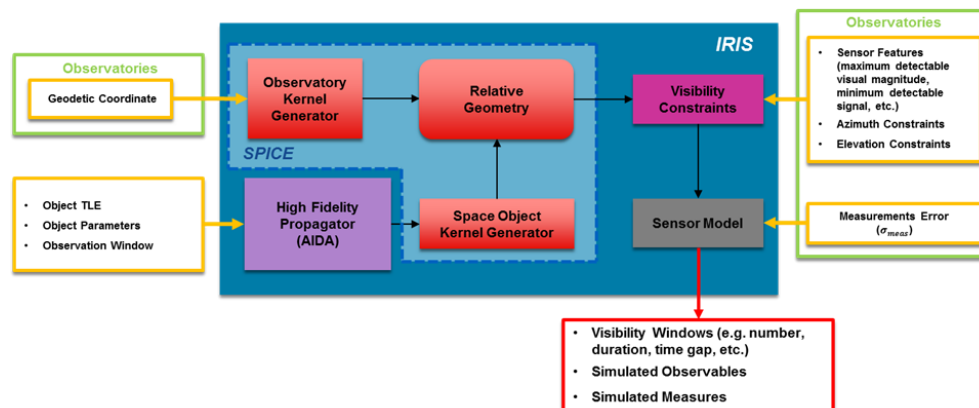 Observatories
Geodetic Coordinate
• Object TLE
• Object Parameters
• Observation Window
IRIS
SPICE
Observatory
Kernel
Generator
Relative
Geometry
High Fidelity
Propagator
(AIDA)
Space Object
Kernel Generator
Visibility
Constraints
Sensor Model
Observatories
• Sensor Features
(maximum detectable
visual magnitude,
minimum detectable
signal, etc.)
• Azimuth Constraints
• Elevation Constraints
Measurements Error
(σmeas)
• Visibility Windows (e.g. number,
duration, time gap, etc.)
• Simulated Observables
• Simulated Measures